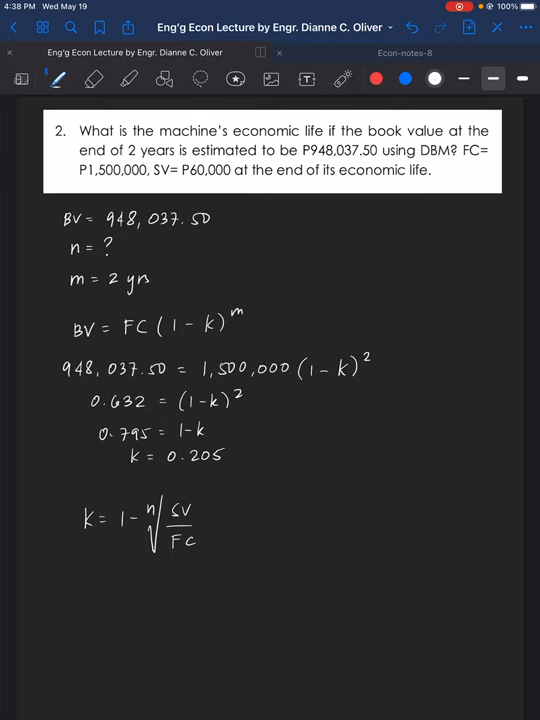 4:38 PM Wed May 19
100%
Eng'g Econ Lecture by Engr. Dianne C. Oliver
Eng'g Econ Lecture by Engr. Dianne C. Oliver
Econ-notes-8
2. What is the machine's economic life if the book value at the
end of 2 years is estimated to be P948,037.50 using DBM? FC=
P1,500,000, SV= P60,000 at the end of its economic life.
BV = 948,037.50
n = ?
m = 2 yrs
BV = FC (1 - k)^m
948,037.50 = 1,500,000 (1 - k)^2
0.632 = (1-k)^2
0.795 = 1-k
k = 0.205
k = 1 - ⁿ√(SV/FC)